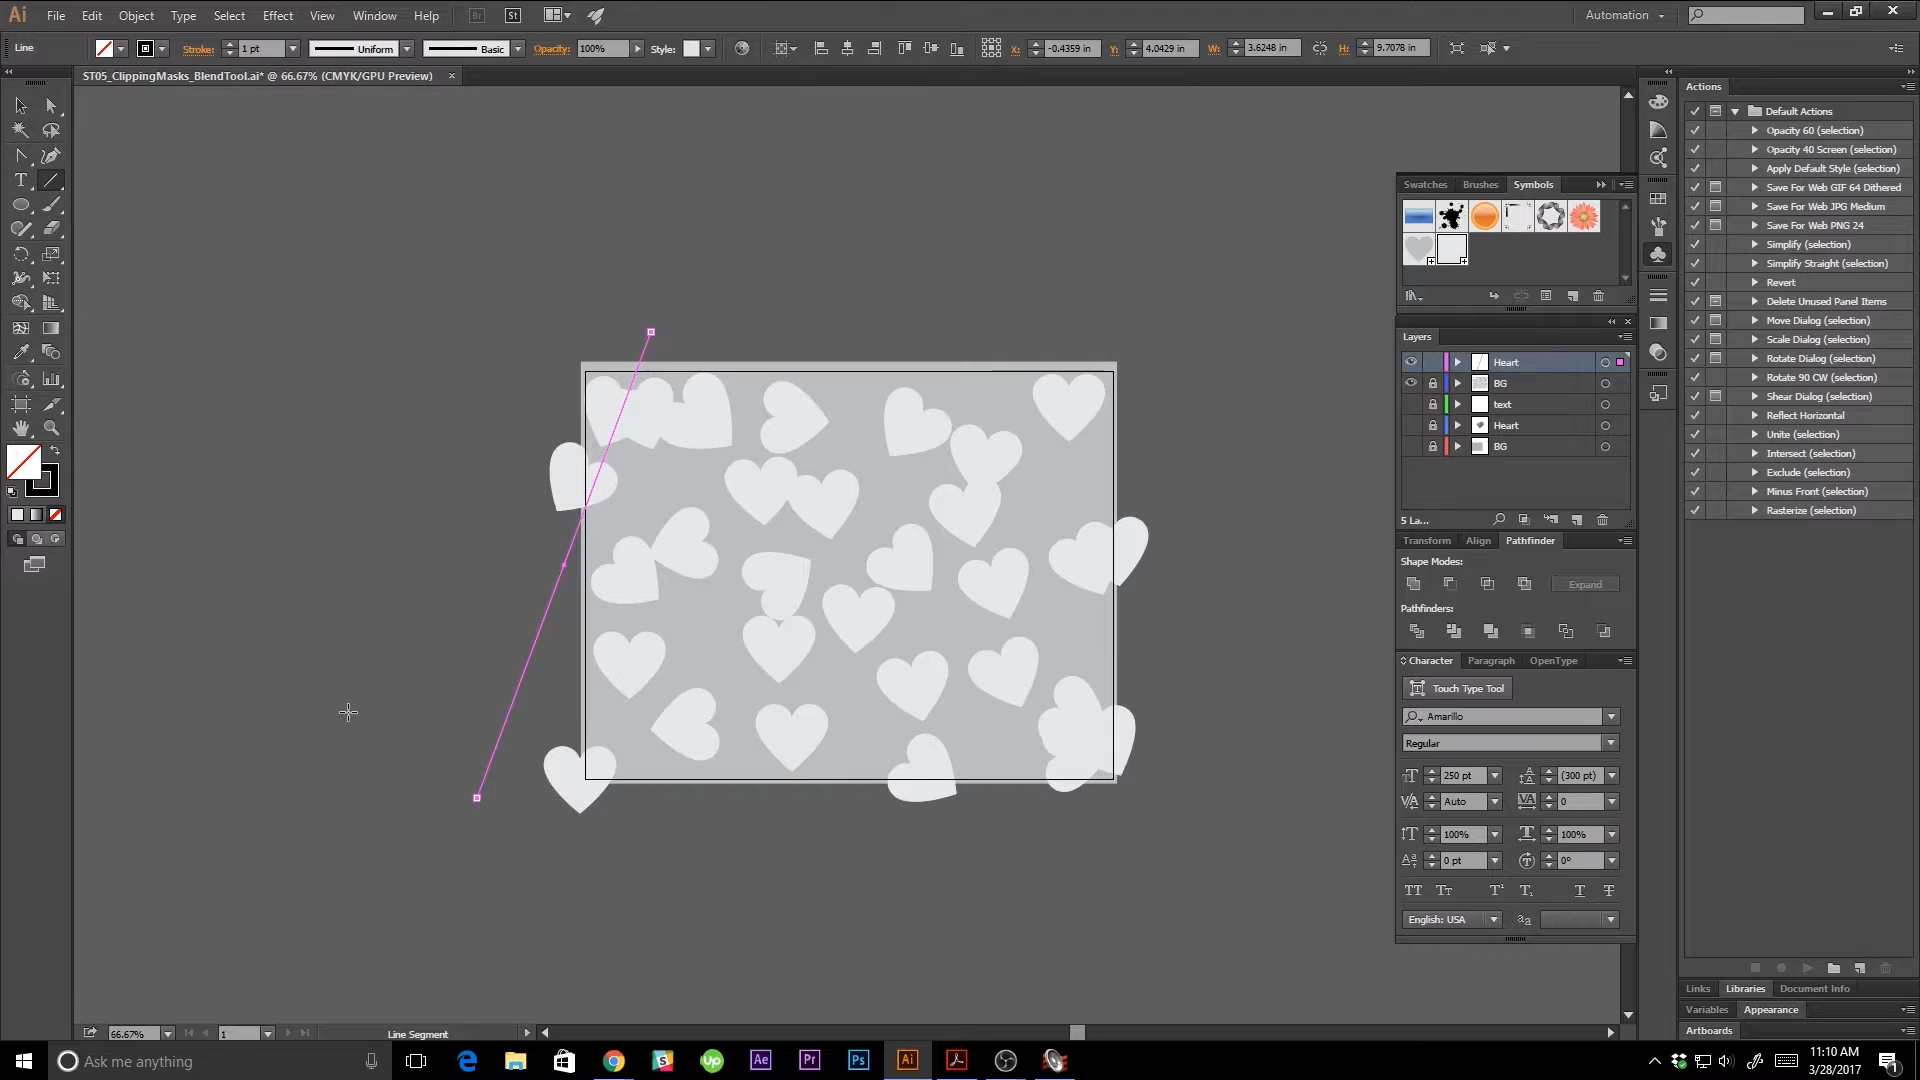 Ai File Edit Object Type Select Effect View Window Help Br St Automation
Line Stroke: 1 pt Uniform Basic Opacity: 100% Style: X: -0.4359 in Y: 4.0429 in W: 3.6248 in H: 9.7078 in
ST05_ClippingMasks_BlendTool.ai* @ 66.67% (CMYK/GPU Preview)
Actions
Default Actions
Opacity 60 (selection)
Opacity 40 Screen (selection)
Apply Default Style (selection)
Save For Web GIF 64 Dithered
Save For Web JPG Medium
Save For Web PNG 24
Simplify (selection)
Simplify Straight (selection)
Revert
Delete Unused Panel Items
Move Dialog (selection)
Scale Dialog (selection)
Rotate Dialog (selection)
Rotate 90 CW (selection)
Shear Dialog (selection)
Reflect Horizontal
Unite (selection)
Intersect (selection)
Exclude (selection)
Minus Front (selection)
Rasterize (selection)
Swatches Brushes Symbols
Layers
Heart
BG
text
Heart
BG
5 La...
Transform Align Pathfinder
Shape Modes:
Expand
Pathfinders:
Character Paragraph OpenType
Touch Type Tool
Amarillo
Regular
250 pt (300 pt)
Auto 0
100% 100%
0 pt 0°
English: USA
Links Libraries Document Info
Variables Appearance
Artboards
66.67% 1 Line Segment
Ask me anything
Ae Pr Ps Ai
11:10 AM
3/28/2017